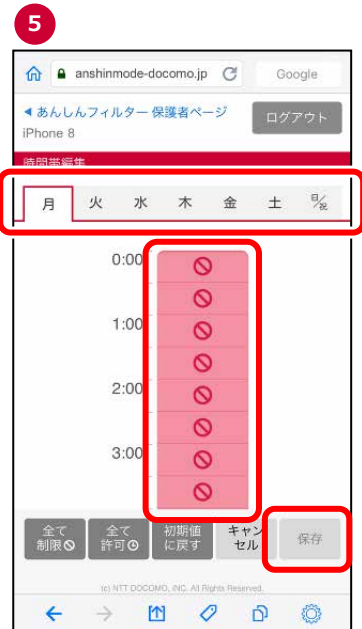 5
anshinmode-docomo.jp
Google
あんしんフィルター 保護者ページ
iPhone 8
ログアウト
時間帯編集
月 火 水 木 金 土 日/祝
0:00
1:00
2:00
3:00
全て
制限
全て
許可
初期値
に戻す
キャン
セル
保存
(c) NTT DOCOMO, INC. All Rights Reserved.